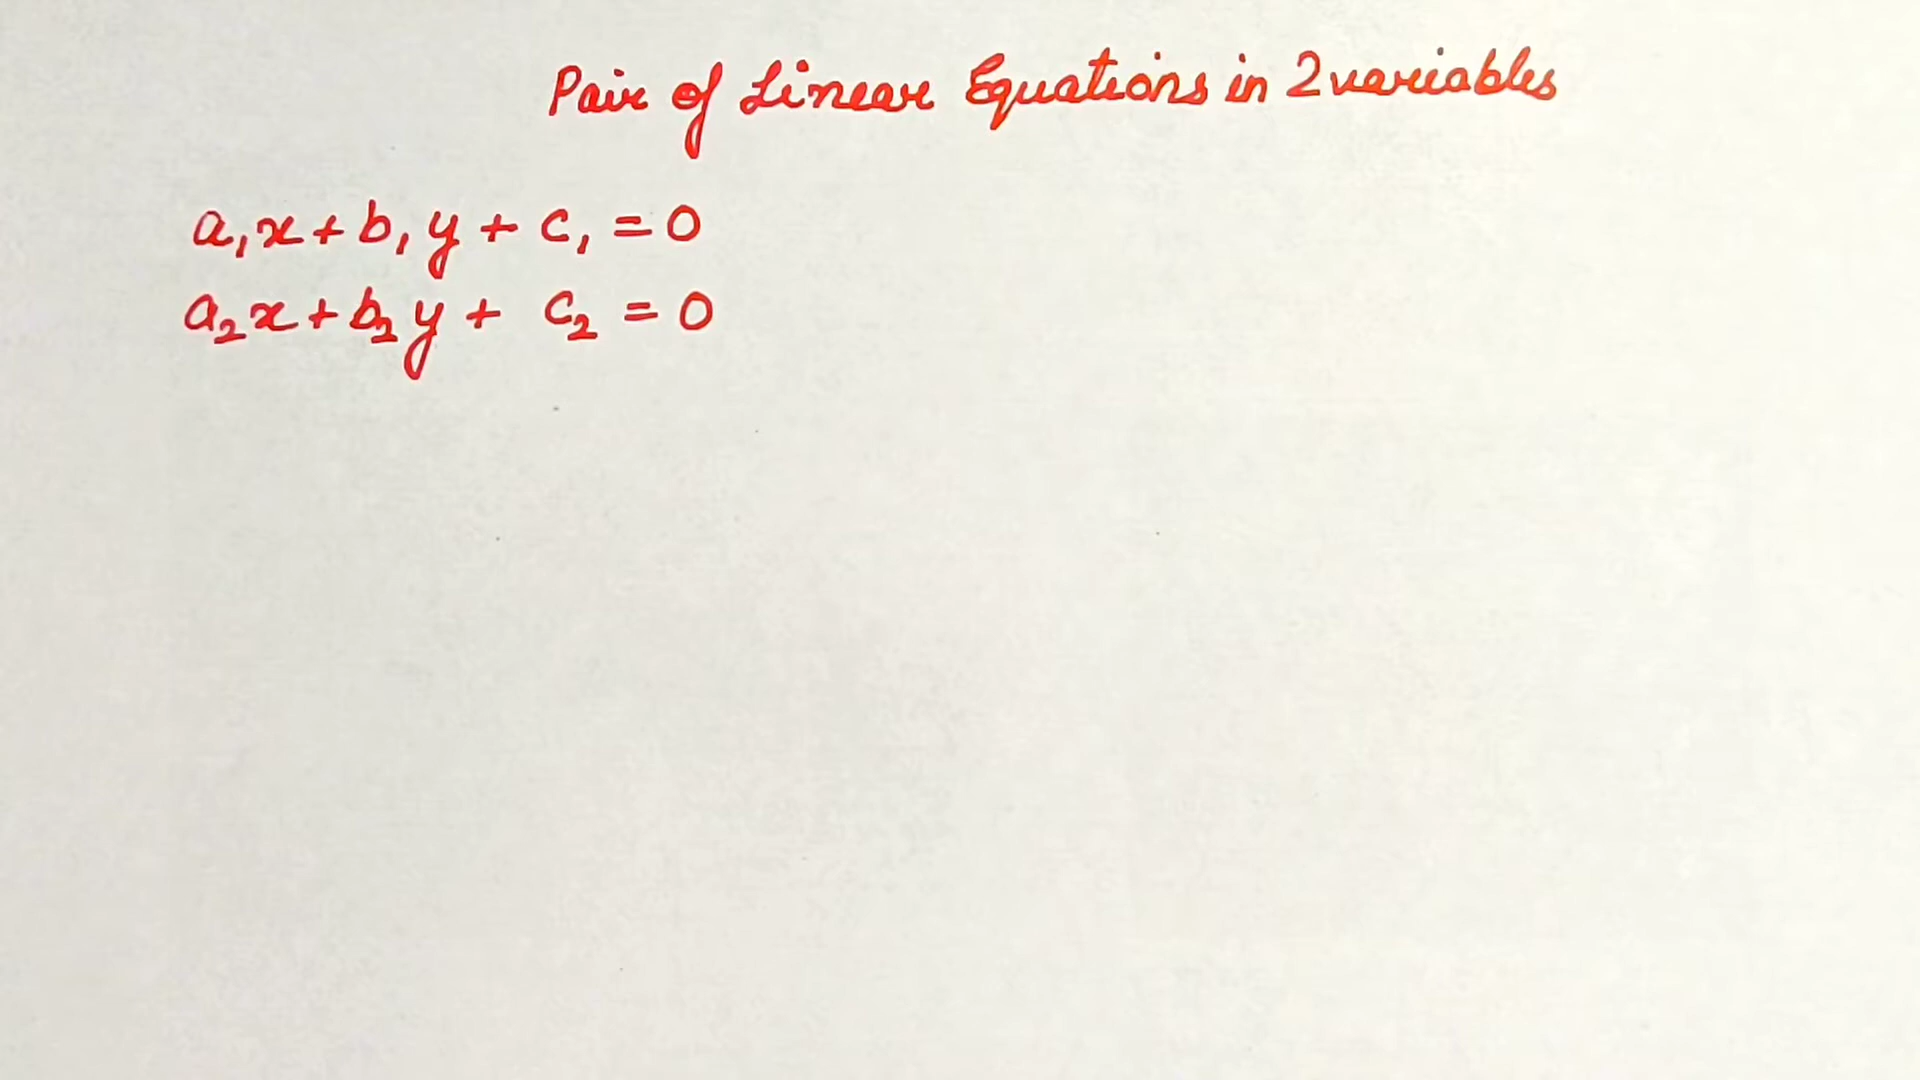 Pair of Linear Equations in 2 variables
a₁x + b₁y + c₁ = 0
a₂x + b₂y + c₂ = 0